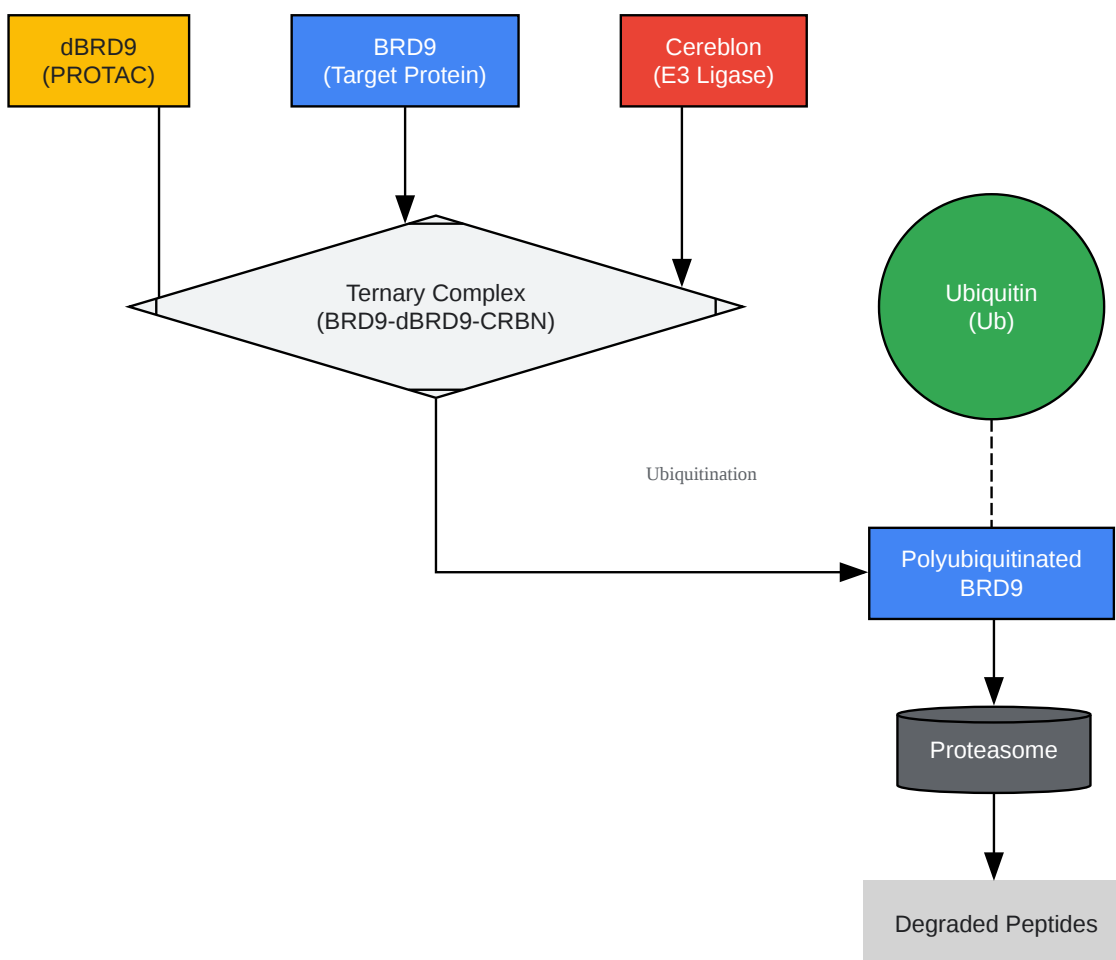 dBRD9
(PROTAC)
BRD9
(Target Protein)
Cereblon
(E3 Ligase)
Ternary Complex
(BRD9-dBRD9-CRBN)
Ubiquitin
(Ub)
Ubiquitination
Polyubiquitinated
BRD9
Proteasome
Degraded Peptides